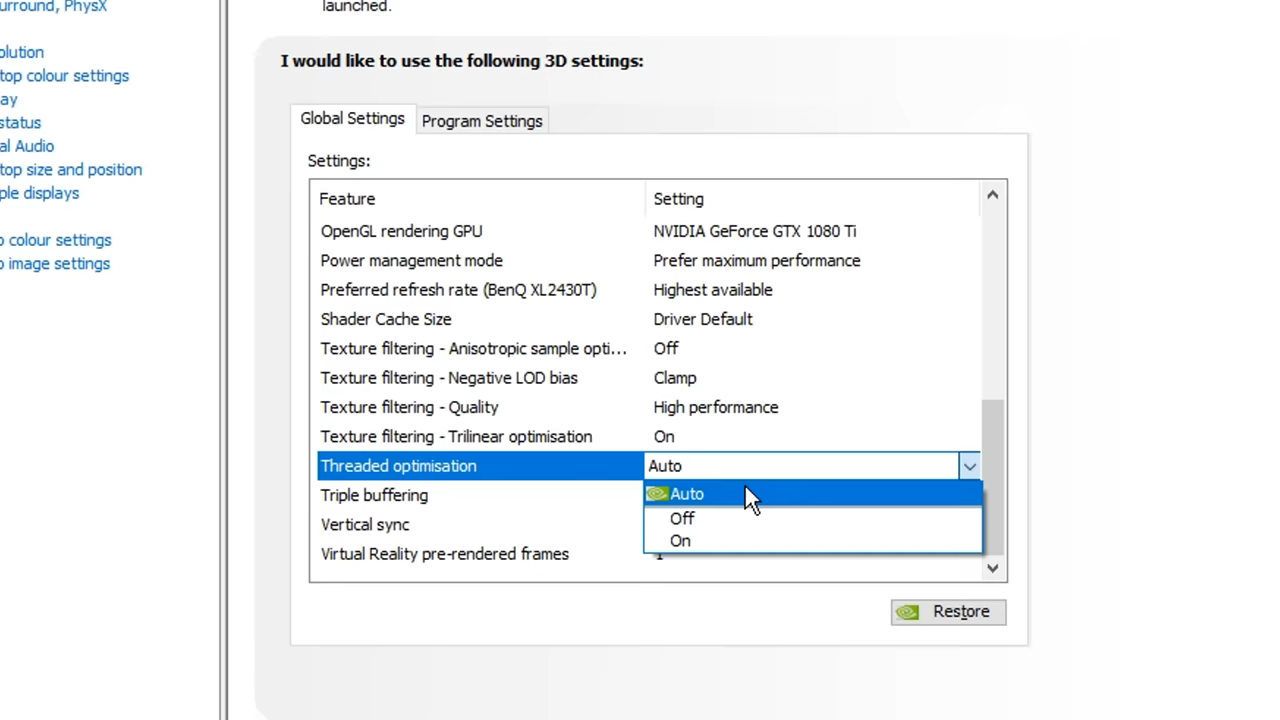 urround, PhysX
launched.
olution
top colour settings
ay
status
al Audio
top size and position
ple displays
o colour settings
o image settings
I would like to use the following 3D settings:
Global Settings
Program Settings
Settings:
Feature Setting
OpenGL rendering GPU NVIDIA GeForce GTX 1080 Ti
Power management mode Prefer maximum performance
Preferred refresh rate (BenQ XL2430T) Highest available
Shader Cache Size Driver Default
Texture filtering - Anisotropic sample opti... Off
Texture filtering - Negative LOD bias Clamp
Texture filtering - Quality High performance
Texture filtering - Trilinear optimisation On
Threaded optimisation Auto
Auto
Triple buffering
Off
Vertical sync
On
Virtual Reality pre-rendered frames 1
Restore